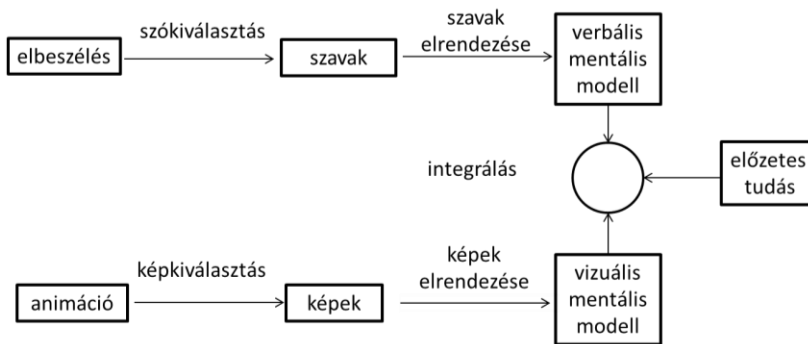 elbeszélés
szókiválasztás
szavak
szavak
elrendezése
verbális
mentális
modell
integrálás
előzetes
tudás
animáció
képkiválasztás
képek
képek
elrendezése
vizuális
mentális
modell